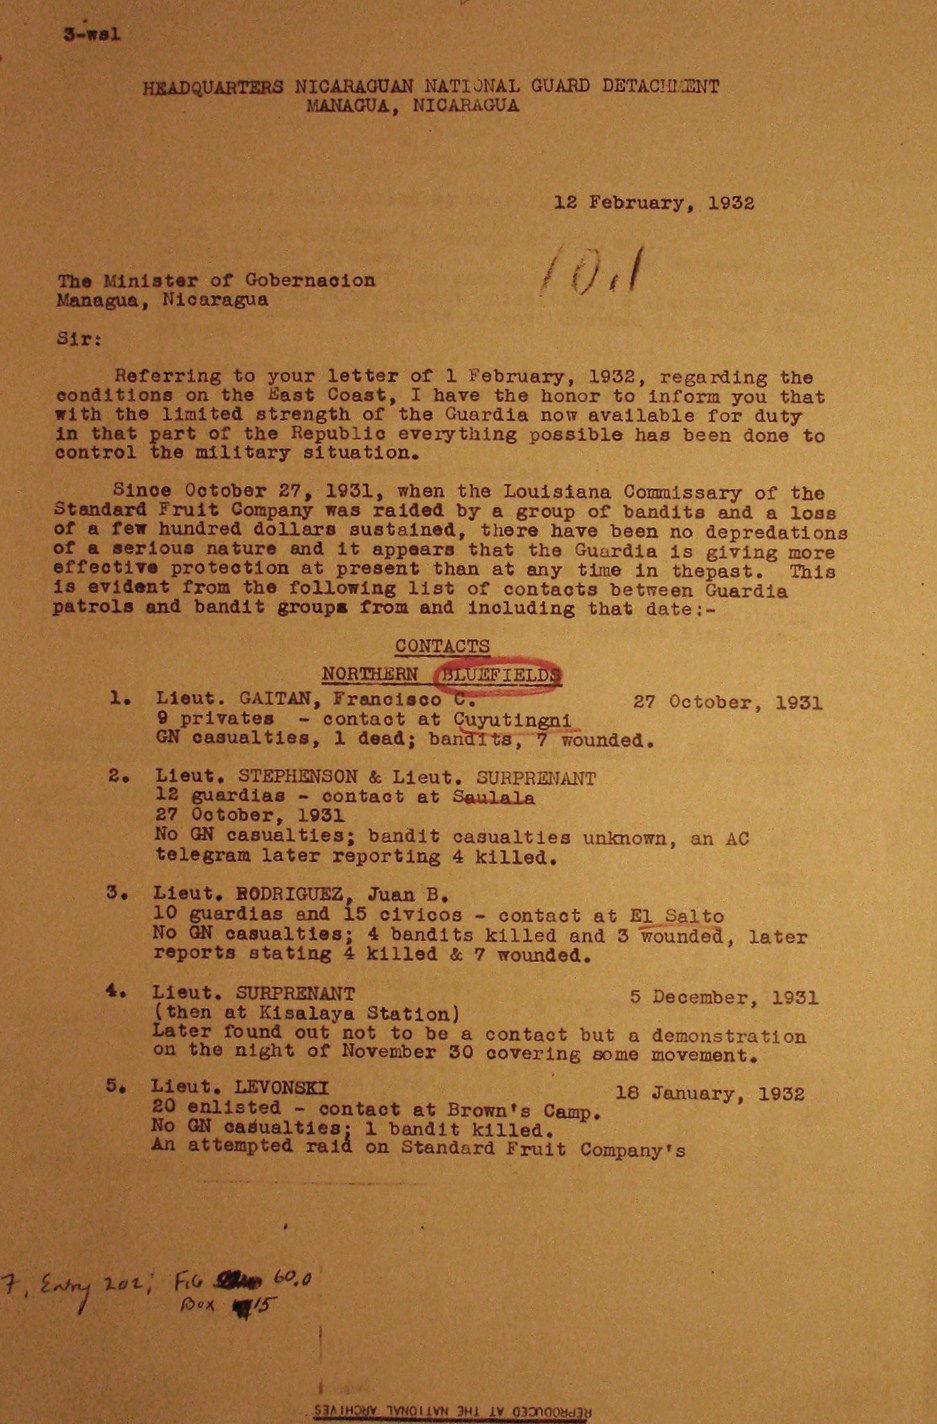 3-wsl
HEADQUARTERS NICARAGUAN NATIONAL GUARD DETACHMENT
MANAGUA, NICARAGUA
12 February, 1932
10.1
The Minister of Gobernacion
Managua, Nicaragua
Sir:
Referring to your letter of 1 February, 1932, regarding the
conditions on the East Coast, I have the honor to inform you that
with the limited strength of the Guardia now available for duty
in that part of the Republic everything possible has been done to
control the military situation.
Since October 27, 1931, when the Louisiana Commissary of the
Standard Fruit Company was raided by a group of bandits and a loss
of a few hundred dollars sustained, there have been no depredations
of a serious nature and it appears that the Guardia is giving more
effective protection at present than at any time in thepast. This
is evident from the following list of contacts between Guardia
patrols and bandit groups from and including that date:-
CONTACTS
NORTHERN BLUEFIELDS
1. Lieut. GAITAN, Francisco C. 27 October, 1931
9 privates - contact at Cuyutingni
GN casualties, 1 dead; bandits, 7 wounded.
2. Lieut. STEPHENSON & Lieut. SURPRENANT
12 guardias - contact at Saulala
27 October, 1931
No GN casualties; bandit casualties unknown, an AC
telegram later reporting 4 killed.
3. Lieut. RODRIGUEZ, Juan B.
10 guardias and 15 civicos - contact at El Salto
No GN casualties; 4 bandits killed and 3 wounded, later
reports stating 4 killed & 7 wounded.
4. Lieut. SURPRENANT 5 December, 1931
(then at Kisalaya Station)
Later found out not to be a contact but a demonstration
on the night of November 30 covering some movement.
5. Lieut. LEVONSKI 18 January, 1932
20 enlisted - contact at Brown's Camp.
No GN casualties; 1 bandit killed.
An attempted raid on Standard Fruit Company's
7, Entry 202; File 60.0
Box 15
REPRODUCED AT THE NATIONAL ARCHIVES